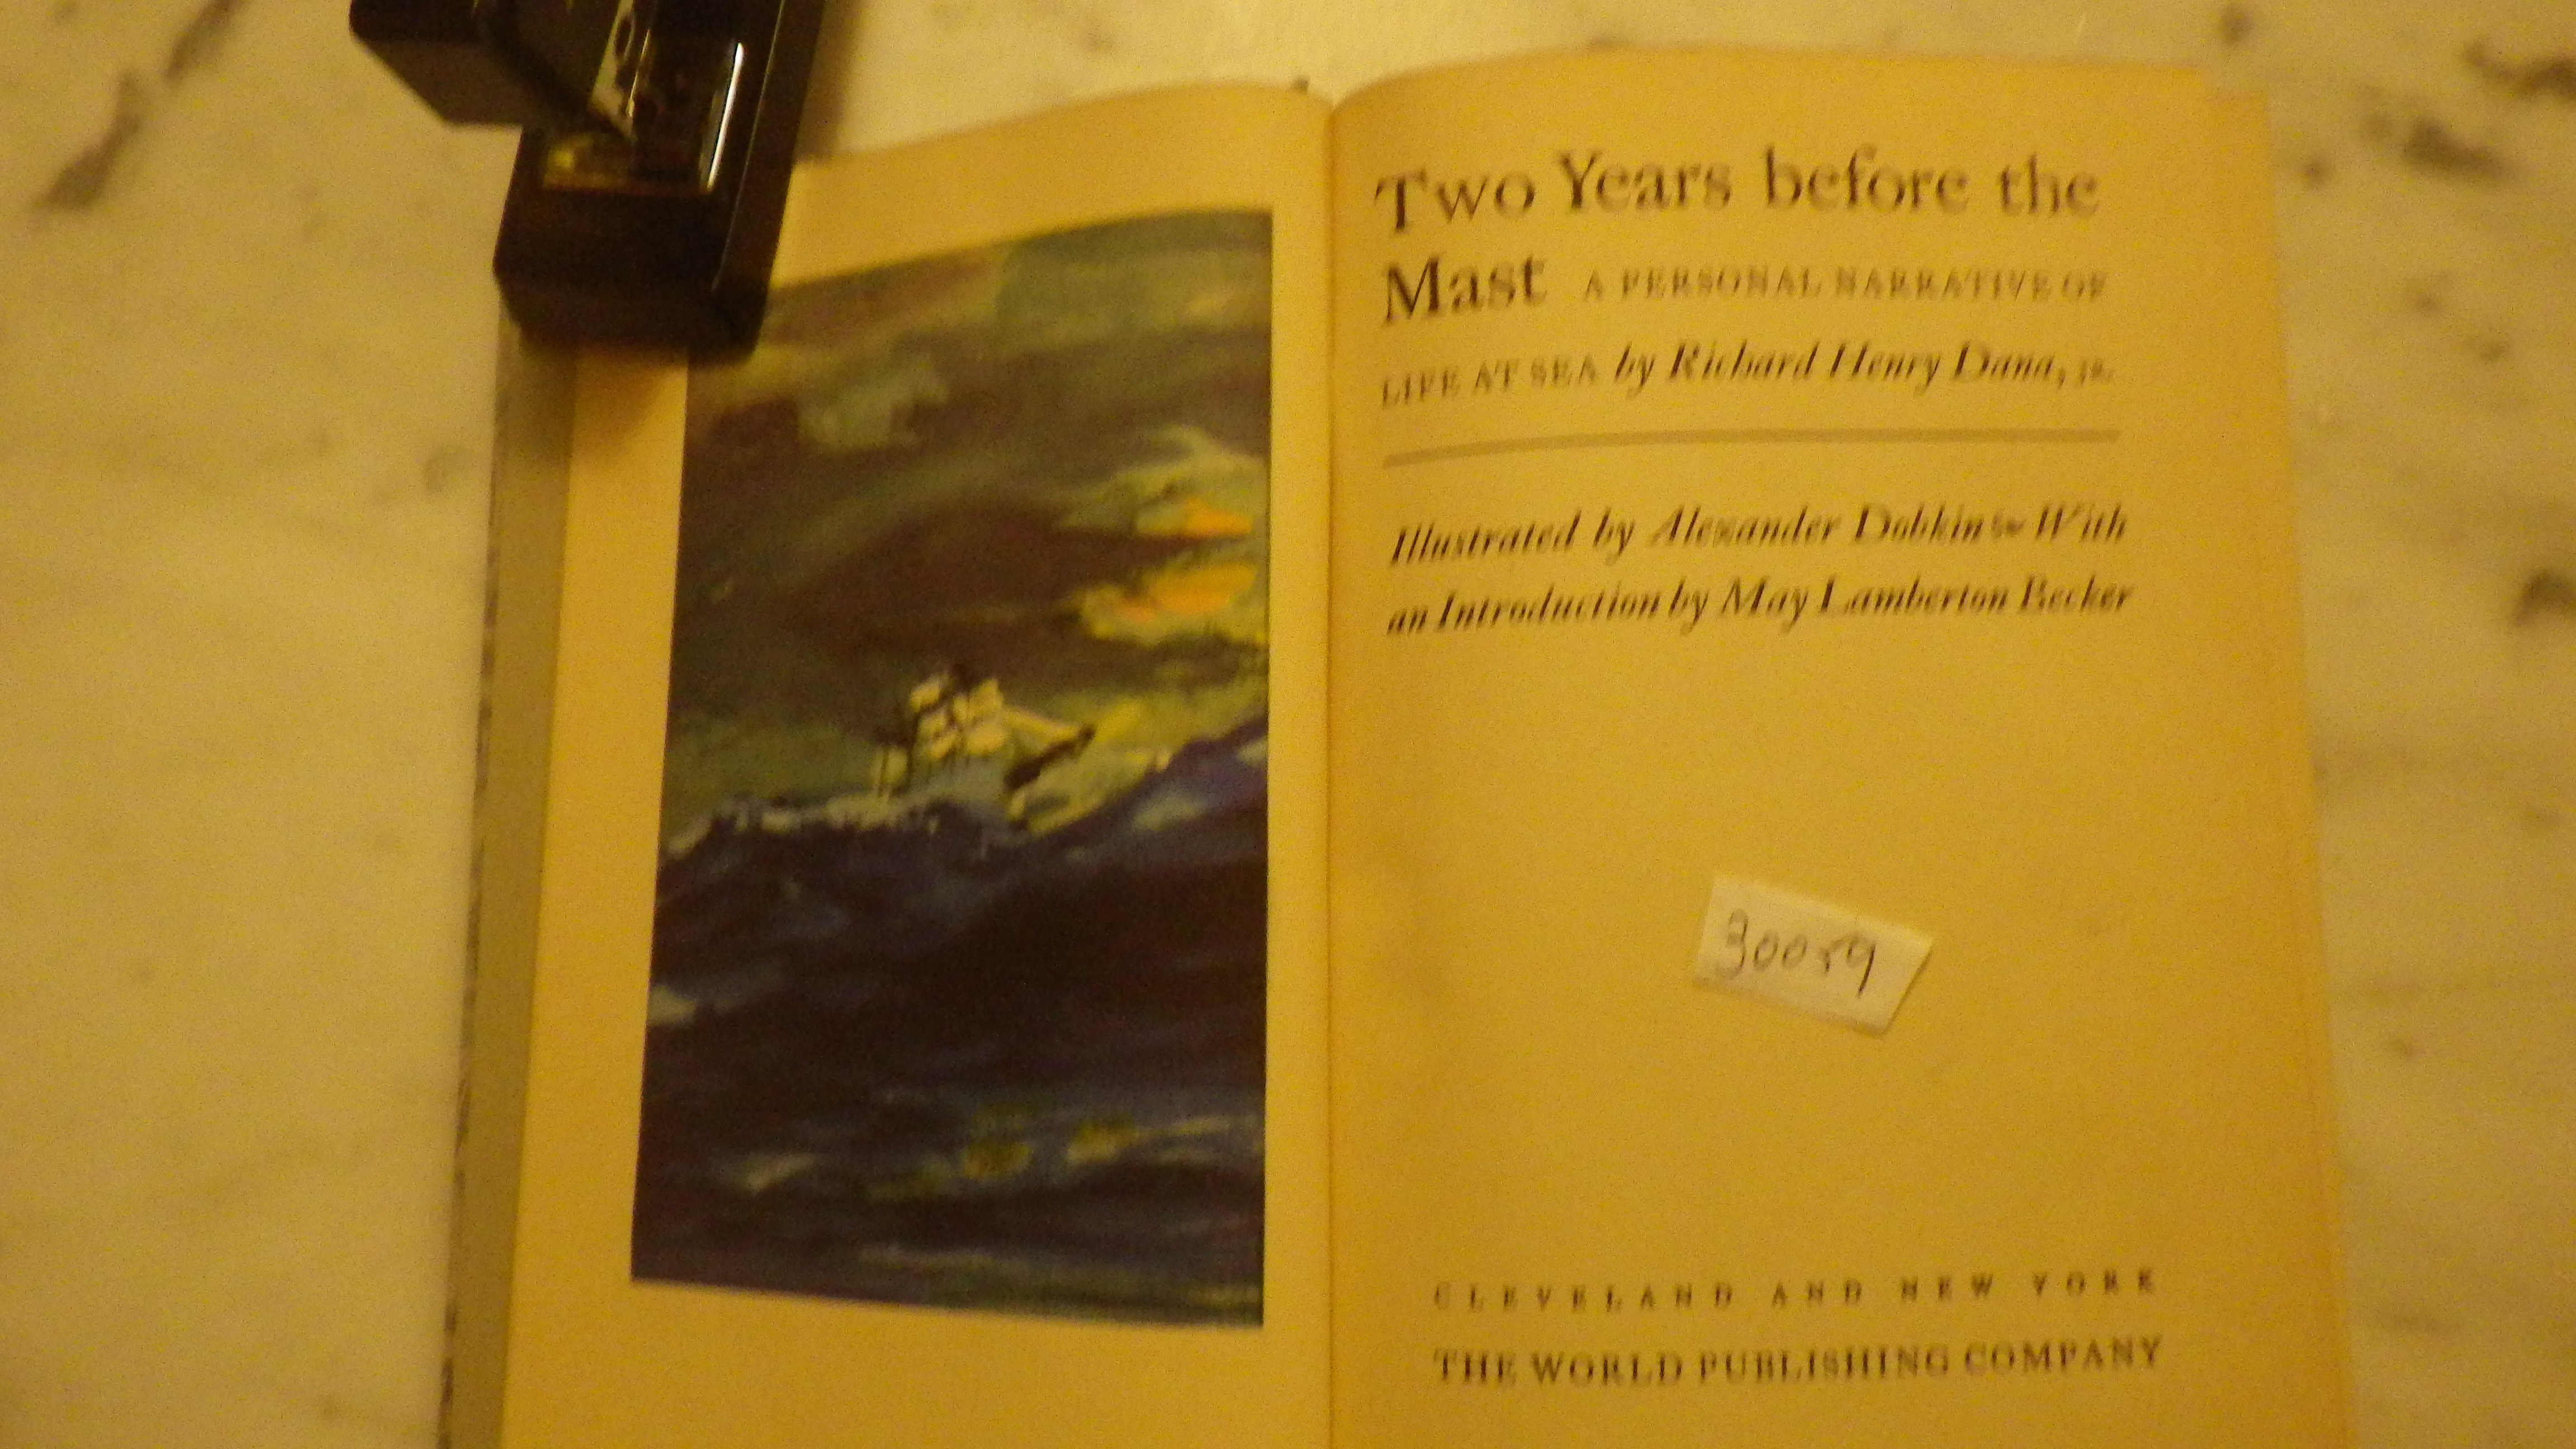 Two Years before the
Mast A PERSONAL NARRATIVE OF
LIFE AT SEA by Richard Henry Dana, JR.
Illustrated by Alexander Dobkin With
an Introduction by May Lamberton Becker
30059
CLEVELAND AND NEW YORK
THE WORLD PUBLISHING COMPANY